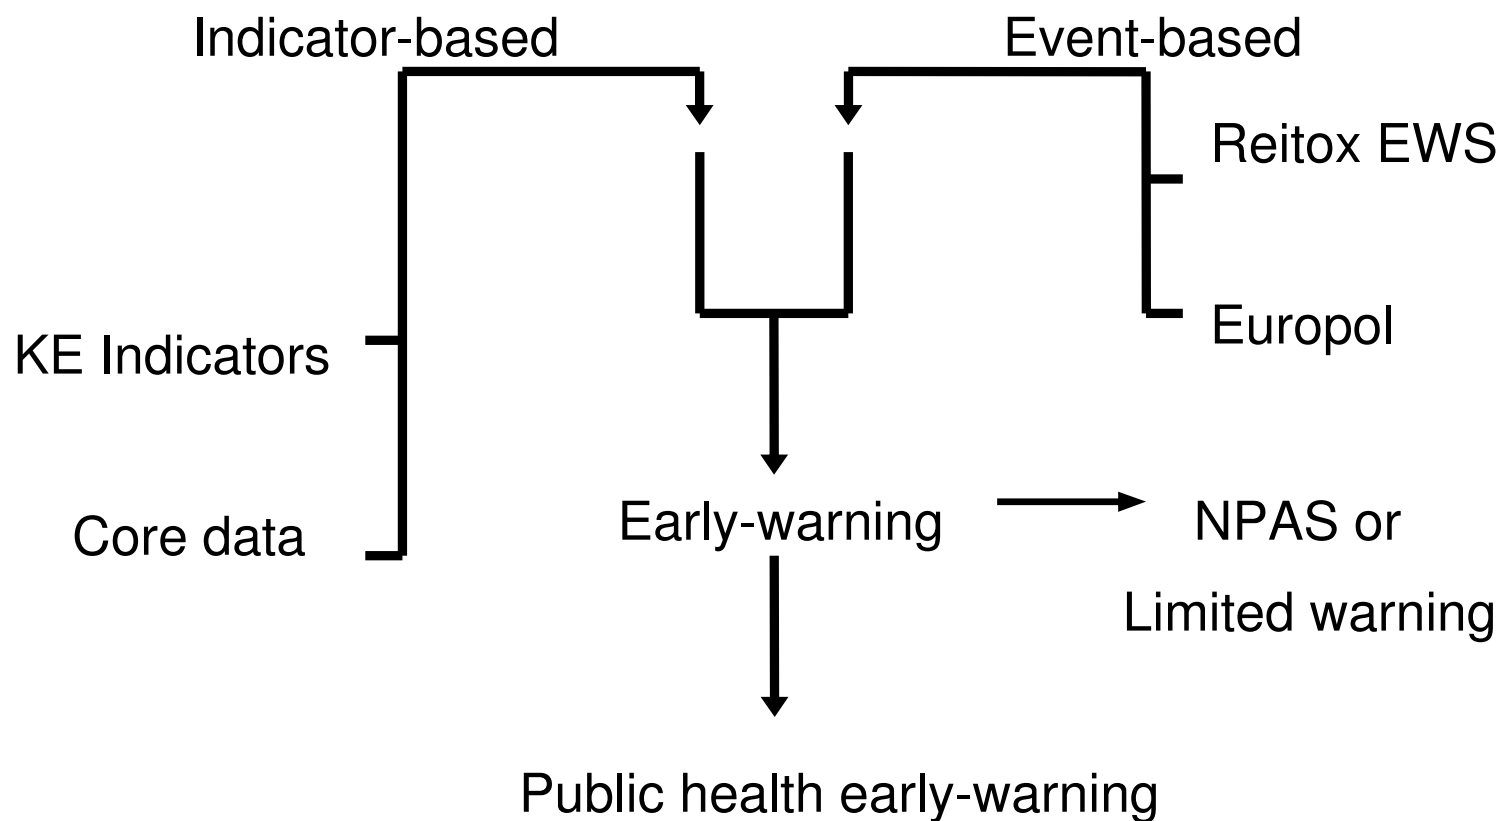 Indicator-based
Event-based
Reitox EWS
Europol
KE Indicators
Core data
Early-warning
NPAS or
Limited warning
Public health early-warning